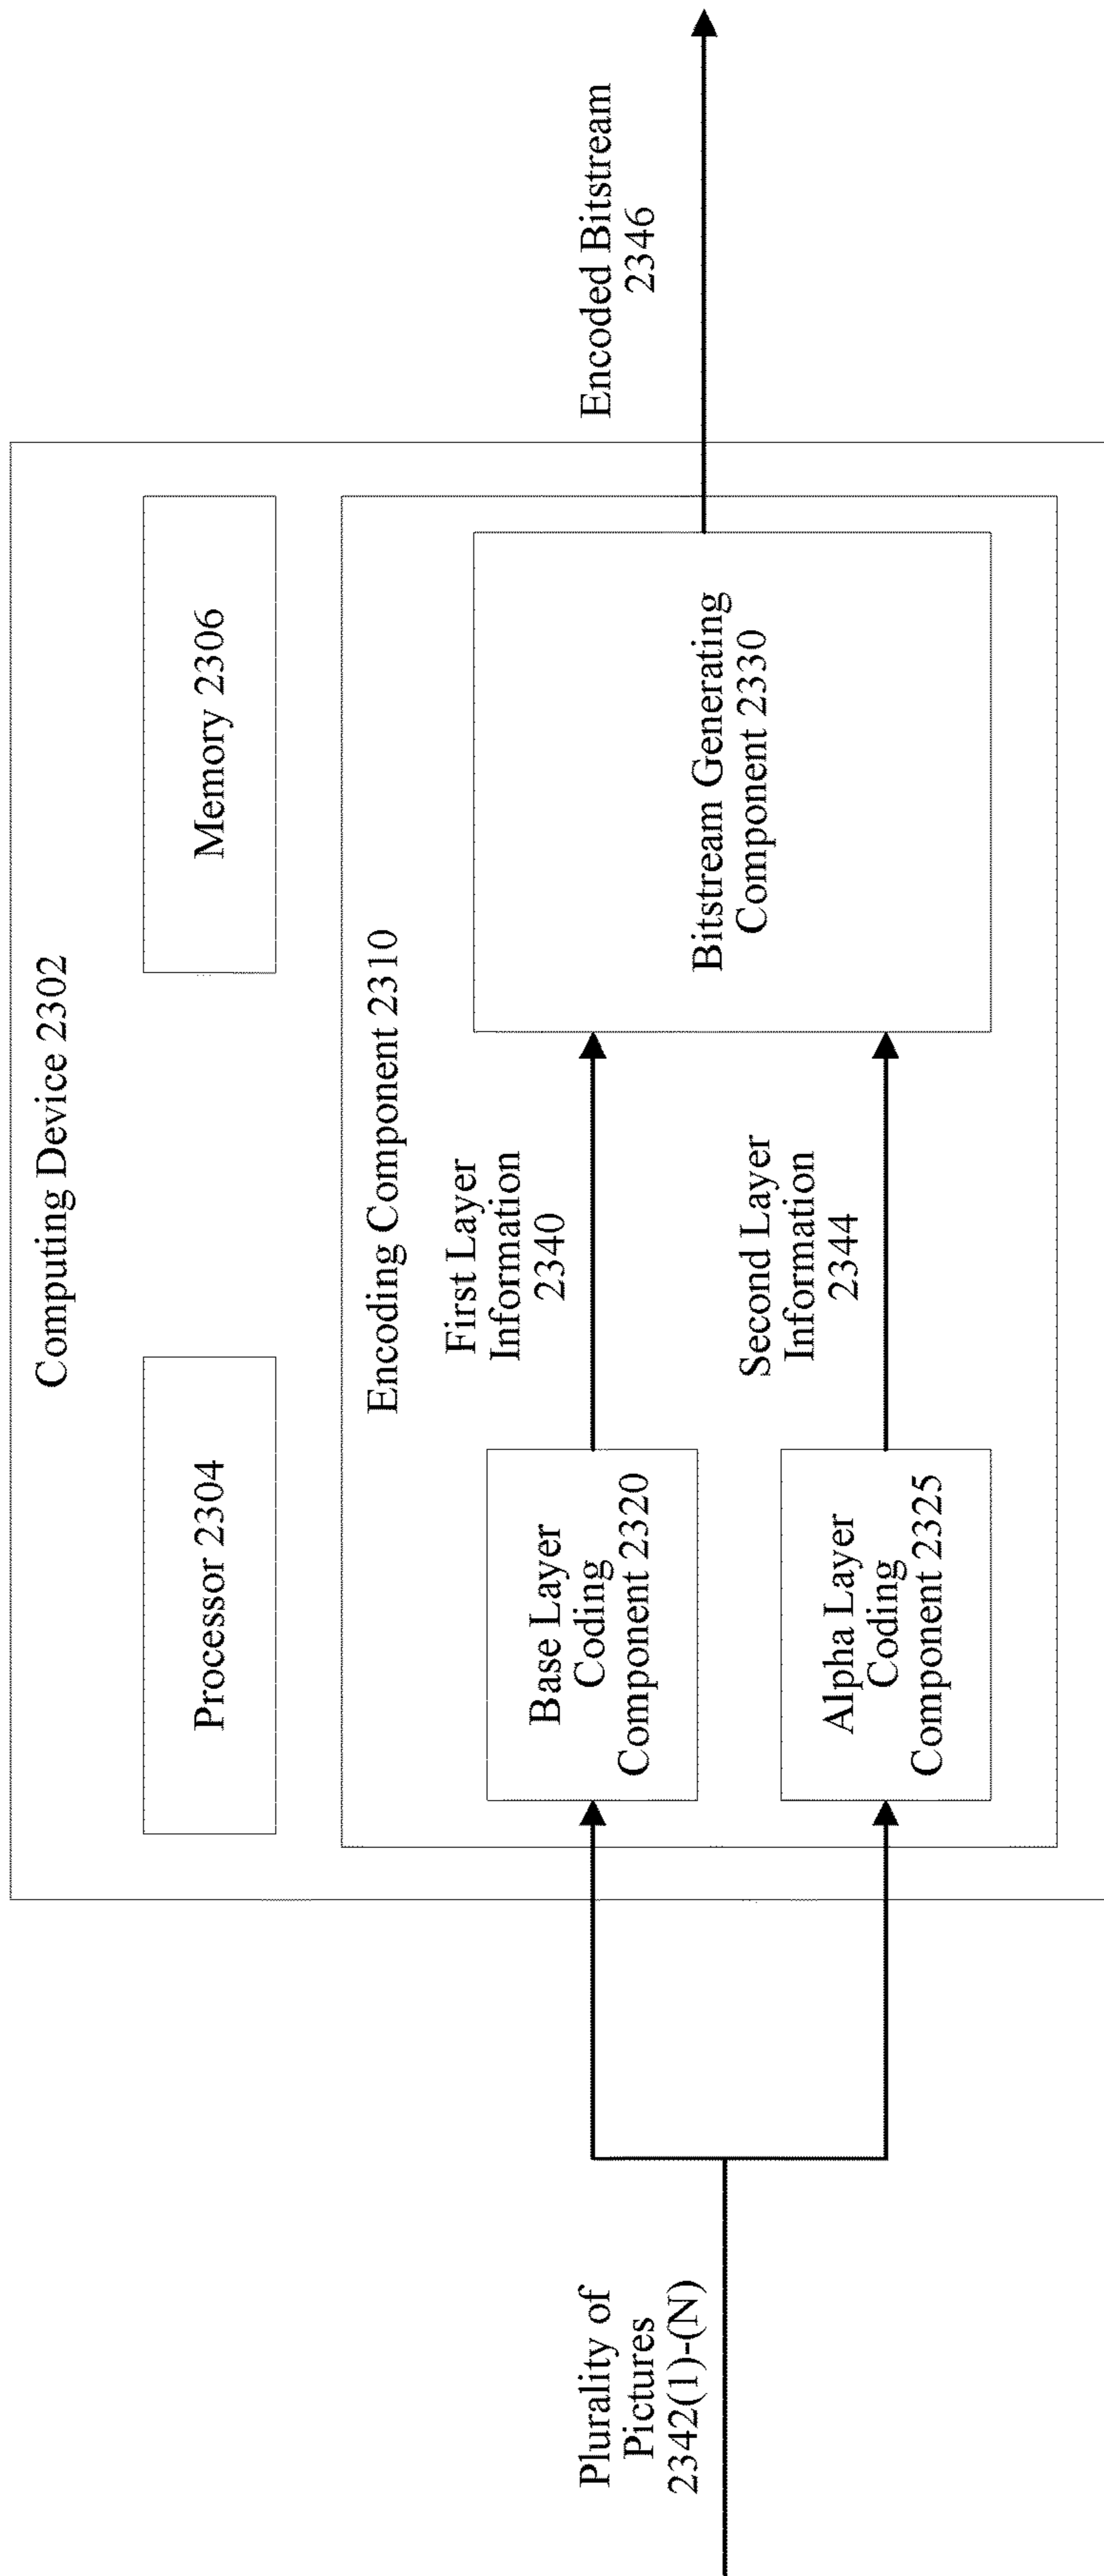 Computing Device 2302
Processor 2304
Memory 2306
Encoding Component 2310
Plurality of
Pictures
2342(1)-(N)
Base Layer
Coding
Component 2320
First Layer
Information
2340
Alpha Layer
Coding
Component 2325
Second Layer
Information
2344
Bitstream Generating
Component 2330
Encoded Bitstream
2346